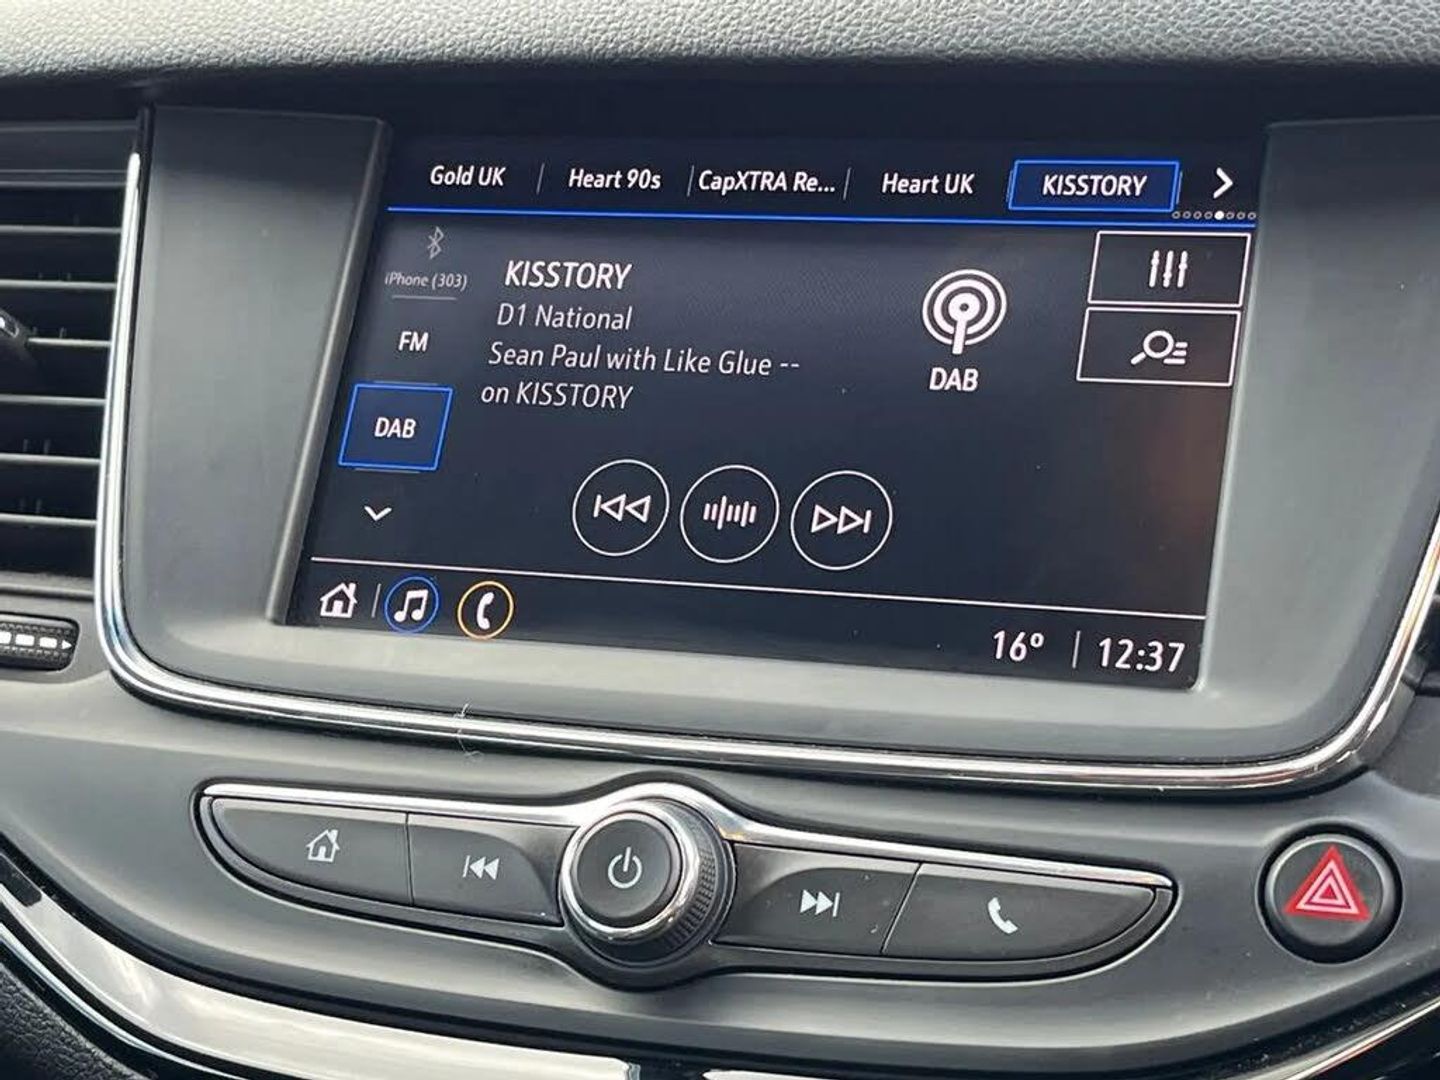 Gold UK | Heart 90s | CapXTRA Re... | Heart UK KISSTORY
iPhone (303)
FM
DAB
KISSTORY
D1 National
Sean Paul with Like Glue --
on KISSTORY
DAB
16° | 12:37